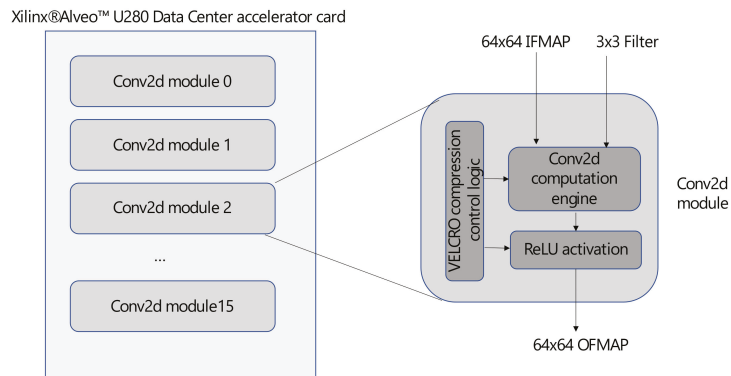 Xilinx®Alveo™ U280 Data Center accelerator card
Conv2d module 0
Conv2d module 1
Conv2d module 2
...
Conv2d module15
64x64 IFMAP
3x3 Filter
VELCRO compression
control logic
Conv2d
computation
engine
ReLU activation
Conv2d
module
64x64 OFMAP